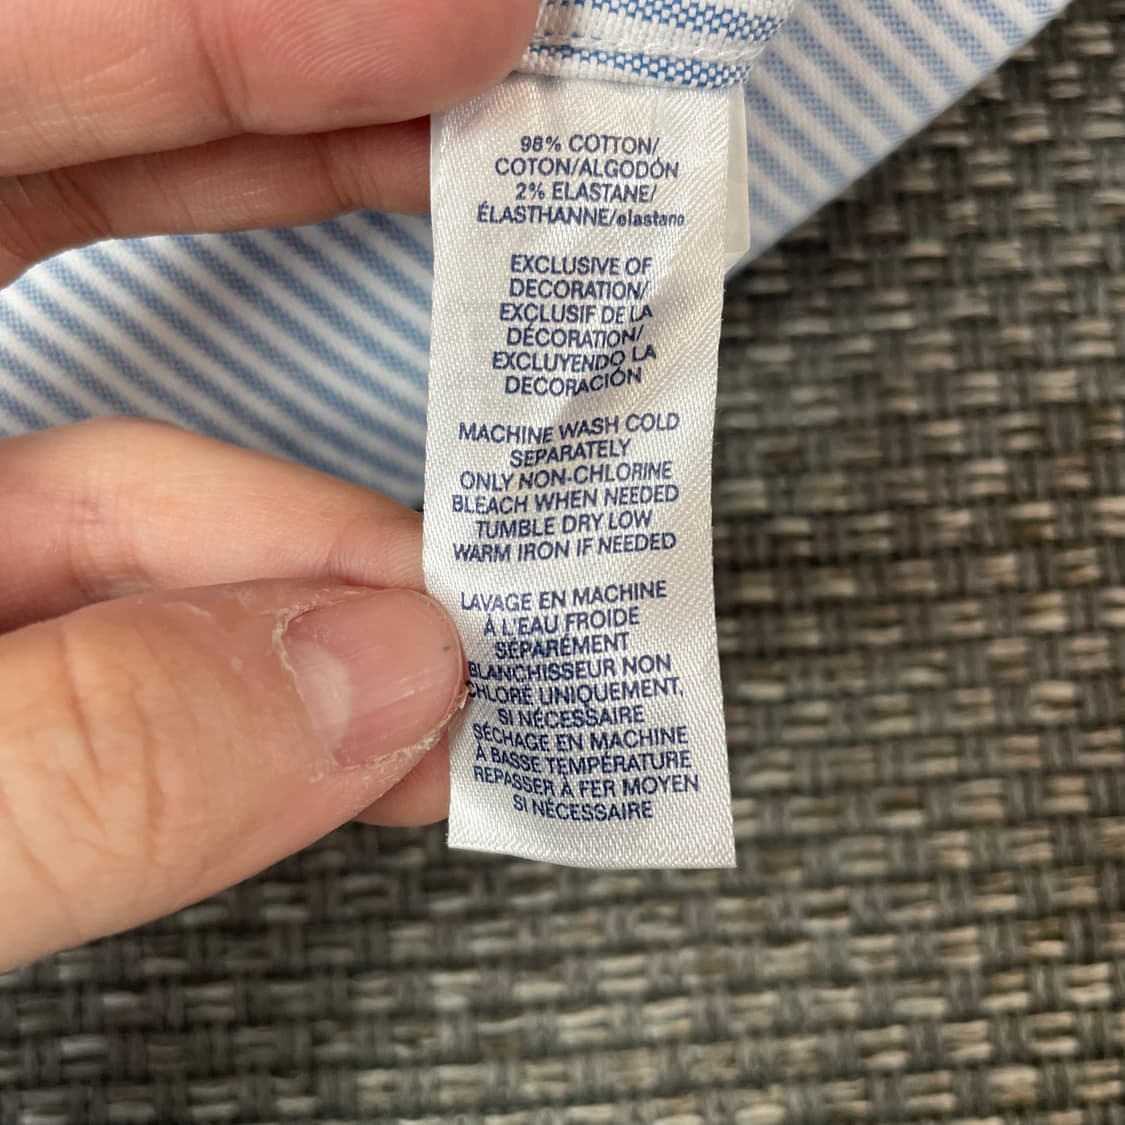 98% COTTON/
COTON/ALGODÓN
2% ELASTANE/
ÉLASTHANNE/elastano
EXCLUSIVE OF
DECORATION/
EXCLUSIF DE LA
DÉCORATION/
EXCLUYENDO LA
DECORACIÓN
MACHINE WASH COLD
SEPARATELY
ONLY NON-CHLORINE
BLEACH WHEN NEEDED
TUMBLE DRY LOW
WARM IRON IF NEEDED
LAVAGE EN MACHINE
À L'EAU FROIDE
SÉPARÉMENT
BLANCHISSEUR NON
CHLORÉ UNIQUEMENT.
SI NÉCESSAIRE
SÉCHAGE EN MACHINE
À BASSE TEMPÉRATURE
REPASSER À FER MOYEN
SI NÉCESSAIRE